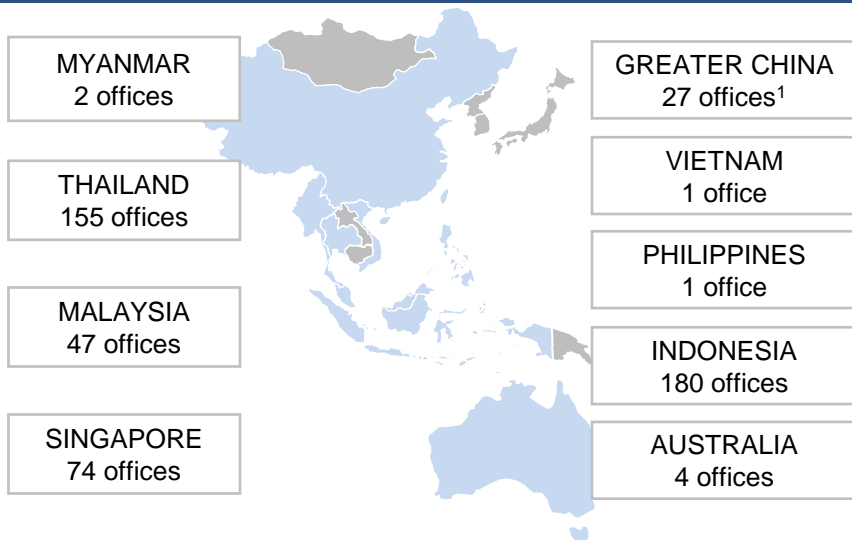 MYANMAR
2 offices
THAILAND
155 offices
MALAYSIA
47 offices
SINGAPORE
74 offices
GREATER CHINA
27 offices¹
VIETNAM
1 office
PHILIPPINES
1 office
INDONESIA
180 offices
AUSTRALIA
4 offices